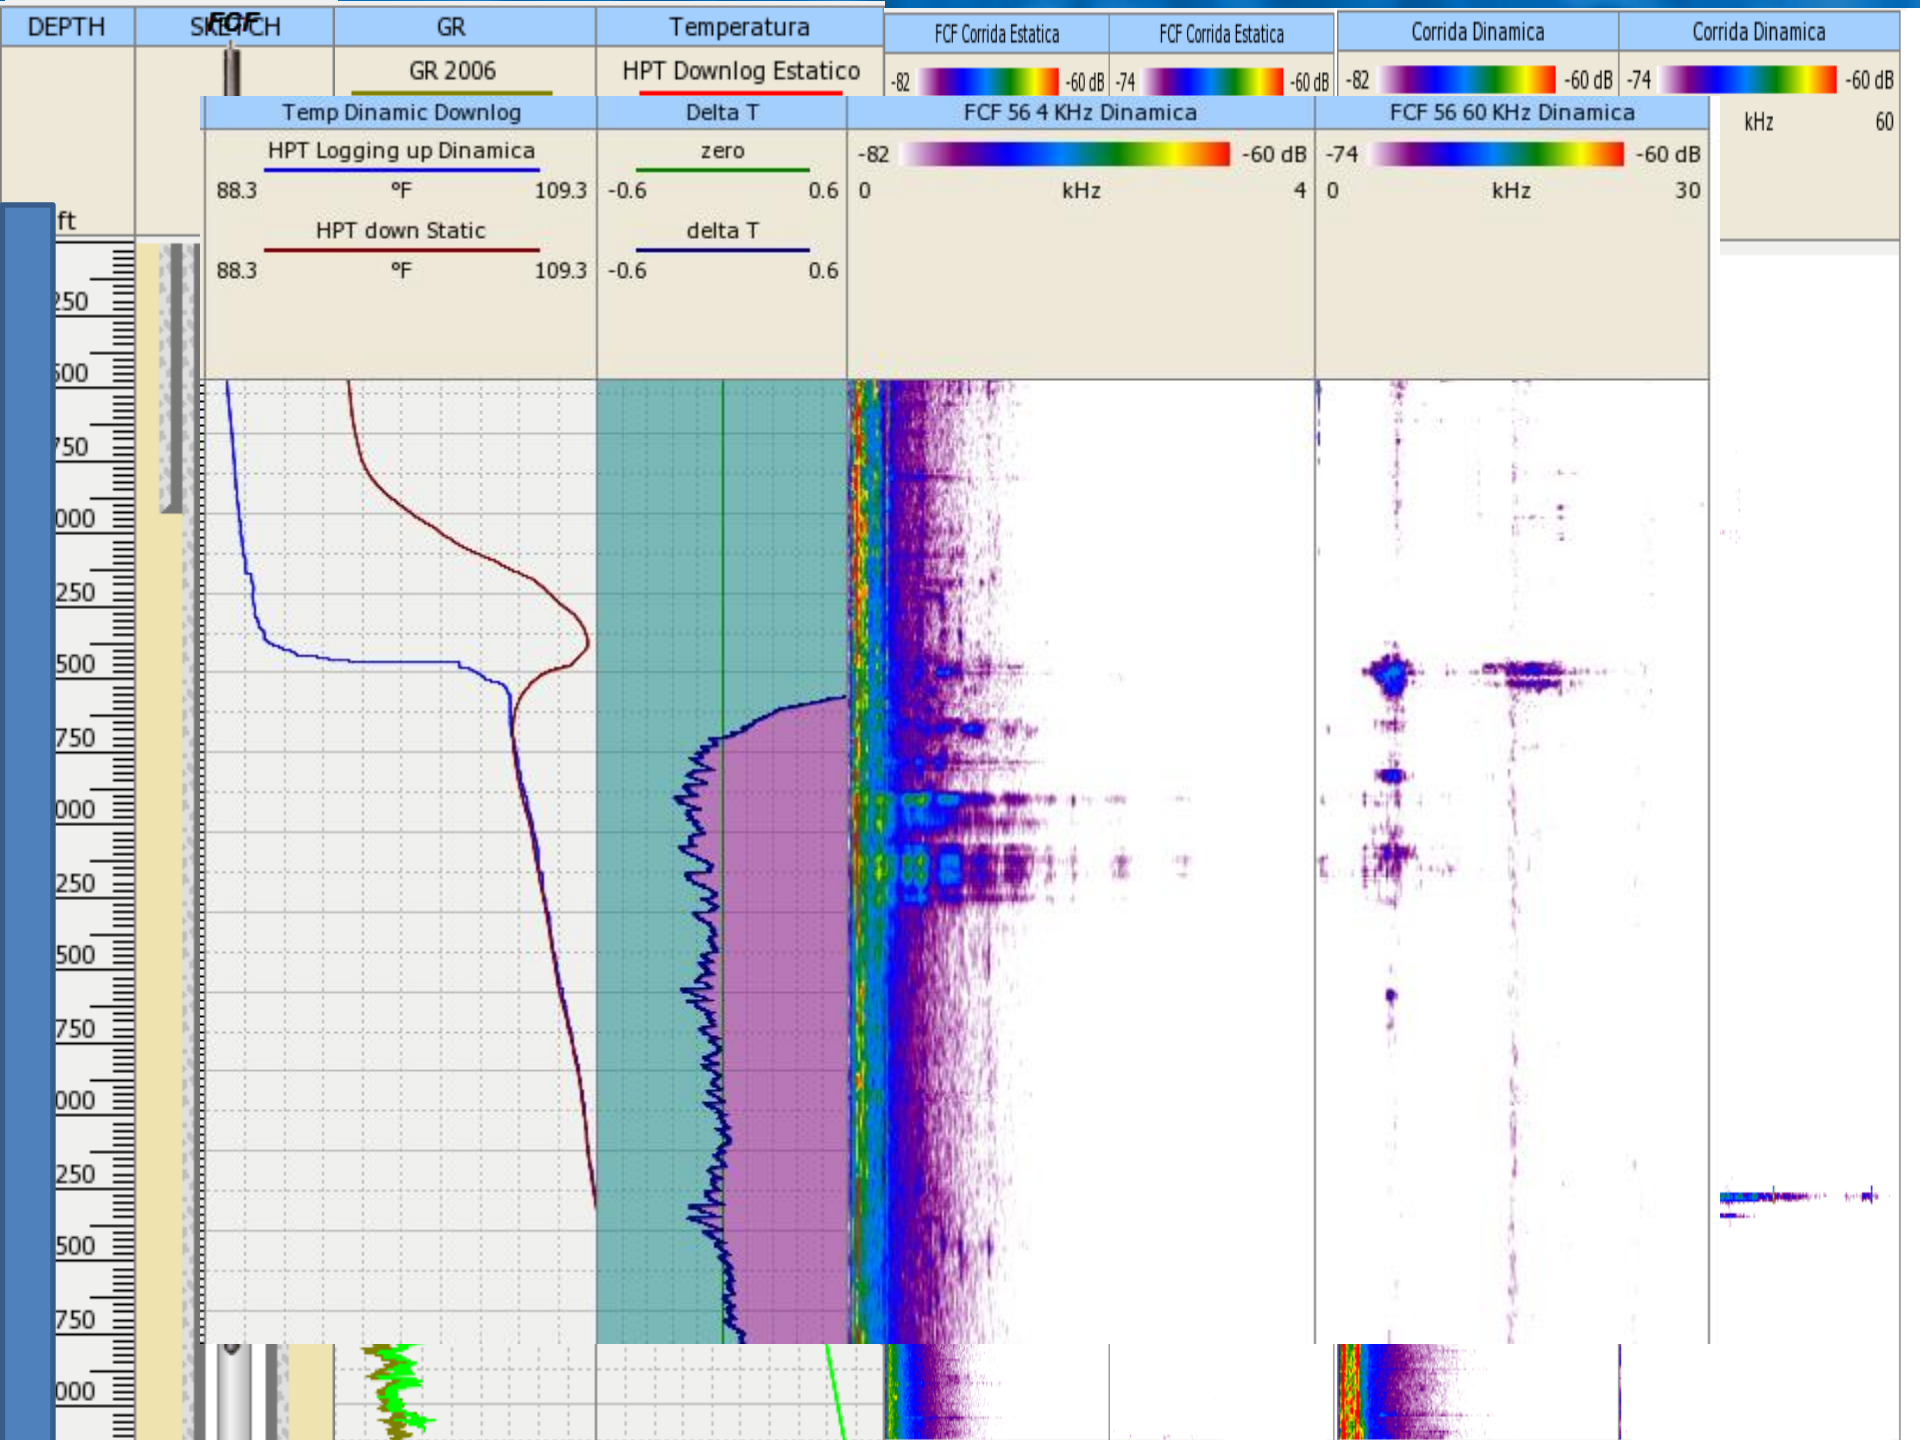 DEPTH SKETCH GR Temperatura FCF Corrida Estatica FCF Corrida Estatica Corrida Dinamica Corrida Dinamica
FCF
GR 2006 HPT Downlog Estatico -82 -60 dB -74 -60 dB -82 -60 dB -74 -60 dB
Temp Dinamic Downlog Delta T FCF 56 4 KHz Dinamica FCF 56 60 KHz Dinamica kHz 60
HPT Logging up Dinamica zero -82 -60 dB -74 -60 dB
88.3 °F 109.3 -0.6 0.6 0 kHz 4 0 kHz 30
ft HPT down Static delta T
88.3 °F 109.3 -0.6 0.6
250
500
750
000
250
500
750
000
250
500
750
000
250
500
750
000